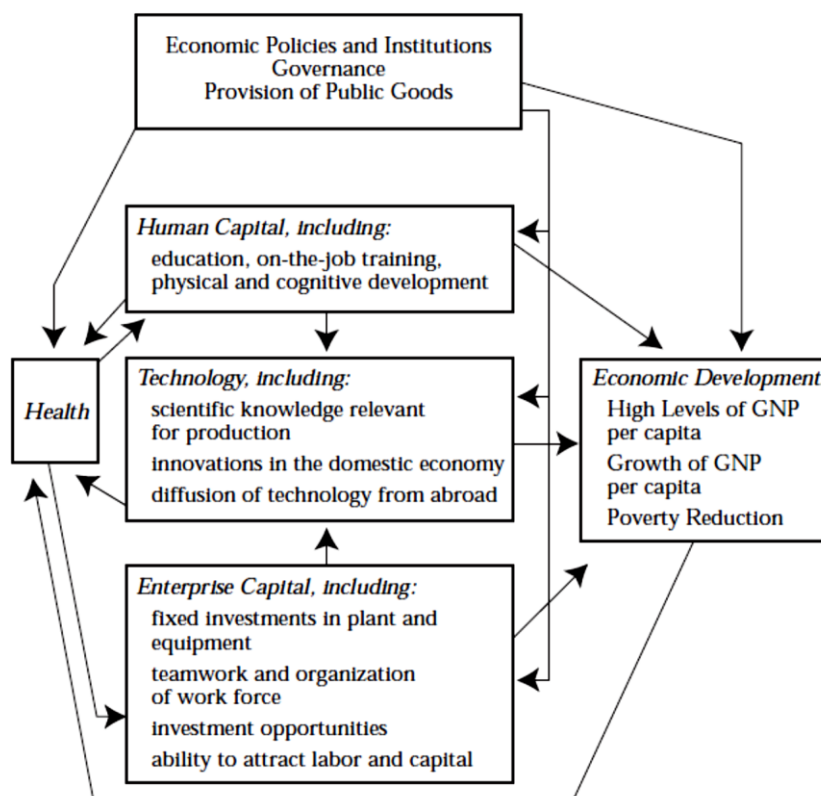 Economic Policies and Institutions
Governance
Provision of Public Goods
Human Capital, including:
education, on-the-job training,
physical and cognitive development
Health
Technology, including:
scientific knowledge relevant
for production
innovations in the domestic economy
diffusion of technology from abroad
Economic Development
High Levels of GNP
per capita
Growth of GNP
per capita
Poverty Reduction
Enterprise Capital, including:
fixed investments in plant and
equipment
teamwork and organization
of work force
investment opportunities
ability to attract labor and capital